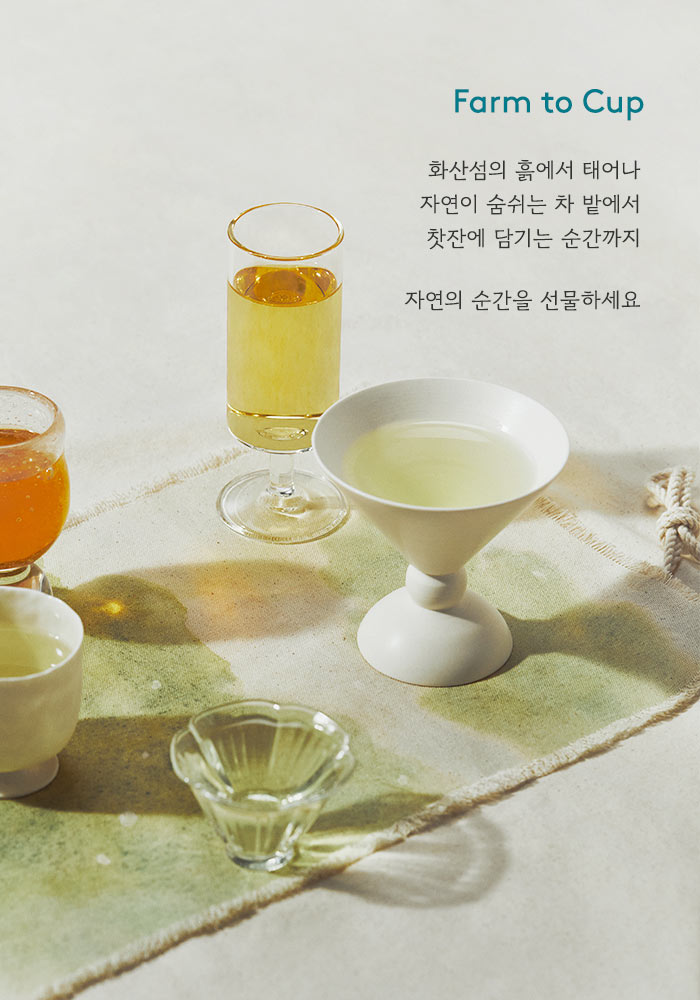 Farm to Cup
화산섬의 흙에서 태어나
자연이 숨쉬는 차 밭에서
찻잔에 담기는 순간까지
자연의 순간을 선물하세요